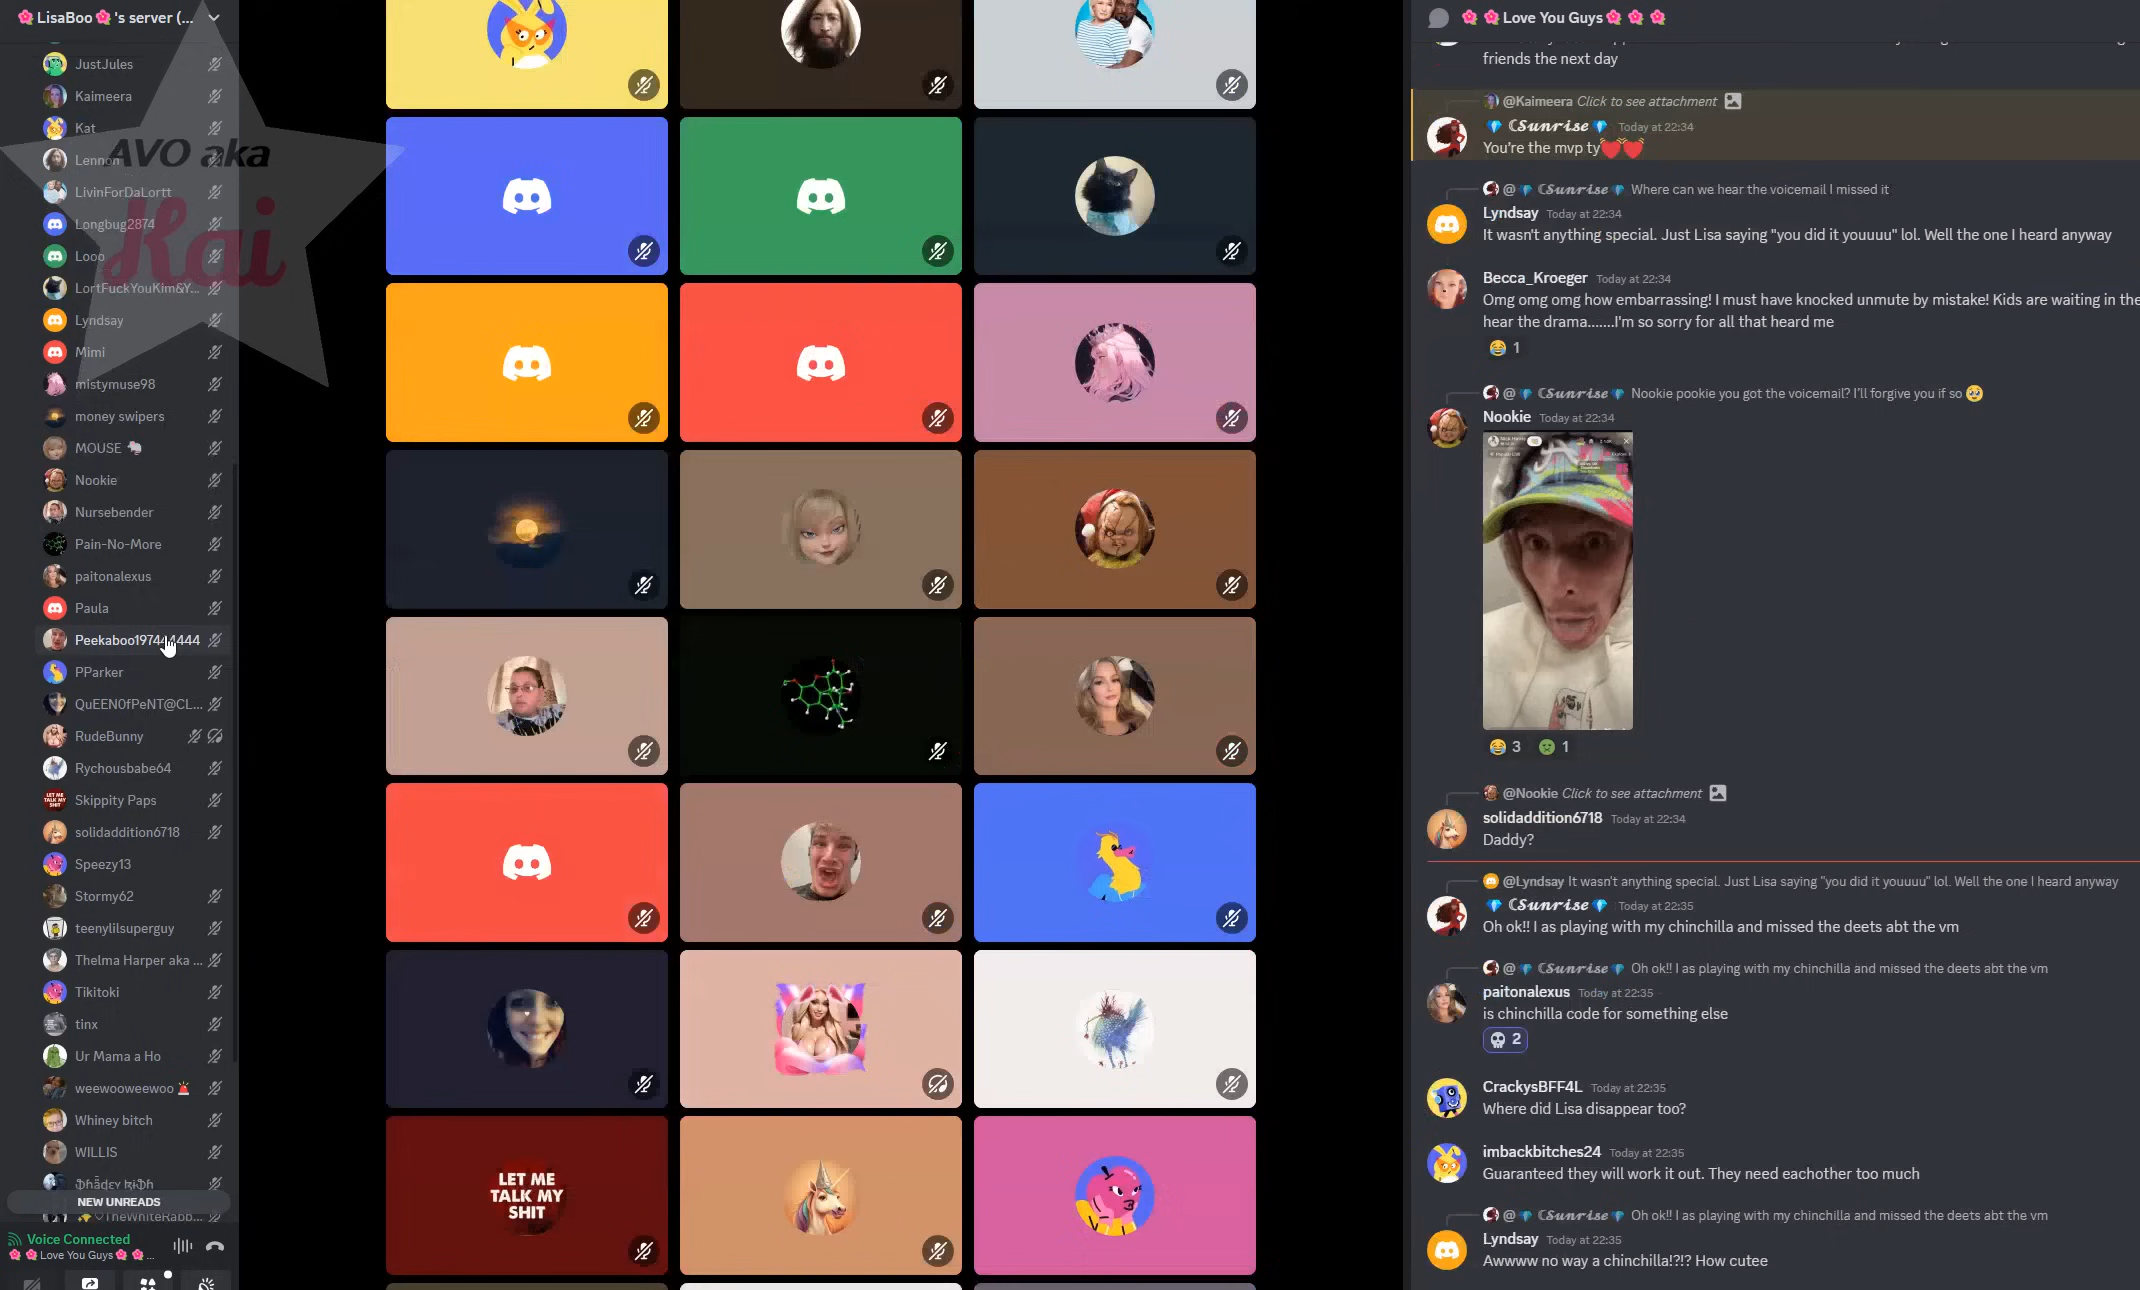 🌺LisaBoo🌺's server (...
JustJules
Kaimeera
Kat
Lennon
LivinForDaLortt
Longbug2874
Looo
LortFuckYouKim&Y...
Lyndsay
Mimi
mistymuse98
money swipers
MOUSE 🐁
Nookie
Nursebender
Pain-No-More
paitonalexus
Paula
Peekaboo197444444
PParker
QuEEN0fPeNT@CL...
RudeBunny
Rychousbabe64
Skippity Paps
solidaddition6718
Speezy13
Stormy62
teenylilsuperguy
Thelma Harper aka ...
Tikitoki
tinx
Ur Mama a Ho
weewooweewoo🚨
Whiney bitch
WILLIS
NEW UNREADS
Voice Connected
🌺🌺Love You Guys🌺🌺...
AVO aka
Kai
LET ME
TALK MY
SHIT
🌺🌺Love You Guys🌺🌺🌺
friends the next day
@Kaimeera Click to see attachment
💎☾𝓢𝓾𝓷𝓻𝓲𝓼𝓮💎 Today at 22:34
You're the mvp ty💓💓
@💎☾𝓢𝓾𝓷𝓻𝓲𝓼𝓮💎 Where can we hear the voicemail I missed it
Lyndsay Today at 22:34
It wasn't anything special. Just Lisa saying "you did it youuuu" lol. Well the one I heard anyway
Becca_Kroeger Today at 22:34
Omg omg omg how embarrassing! I must have knocked unmute by mistake! Kids are waiting in the
hear the drama.......I'm so sorry for all that heard me
😂 1
@💎☾𝓢𝓾𝓷𝓻𝓲𝓼𝓮💎 Nookie pookie you got the voicemail? I'll forgive you if so 🥹
Nookie Today at 22:34
😂 3 🤢 1
@Nookie Click to see attachment
solidaddition6718 Today at 22:34
Daddy?
@Lyndsay It wasn't anything special. Just Lisa saying "you did it youuuu" lol. Well the one I heard anyway
💎☾𝓢𝓾𝓷𝓻𝓲𝓼𝓮💎 Today at 22:35
Oh ok!! I as playing with my chinchilla and missed the deets abt the vm
@💎☾𝓢𝓾𝓷𝓻𝓲𝓼𝓮💎 Oh ok!! I as playing with my chinchilla and missed the deets abt the vm
paitonalexus Today at 22:35
is chinchilla code for something else
💀 2
CrackysBFF4L Today at 22:35
Where did Lisa disappear too?
imbackbitches24 Today at 22:35
Guaranteed they will work it out. They need eachother too much
@💎☾𝓢𝓾𝓷𝓻𝓲𝓼𝓮💎 Oh ok!! I as playing with my chinchilla and missed the deets abt the vm
Lyndsay Today at 22:35
Awwww no way a chinchilla!?!? How cutee